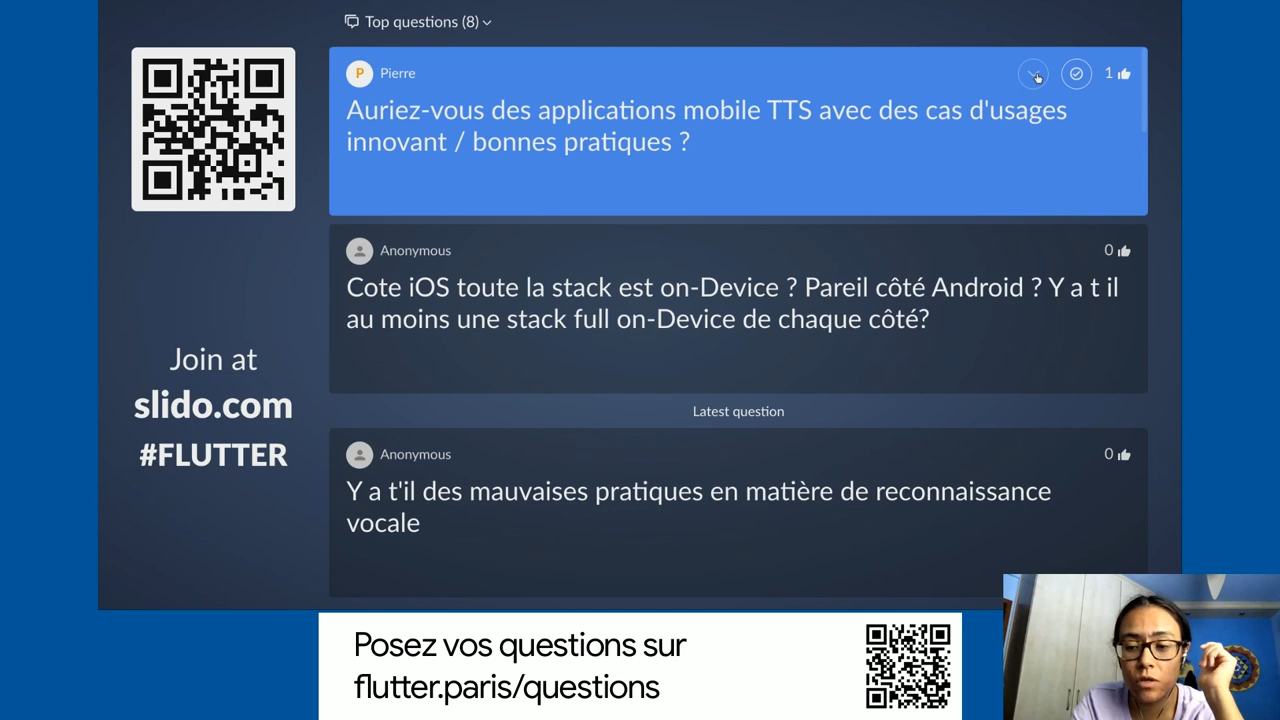 Top questions (8)
P Pierre
1
Auriez-vous des applications mobile TTS avec des cas d'usages
innovant / bonnes pratiques ?
Anonymous
0
Cote iOS toute la stack est on-Device ? Pareil côté Android ? Y a t il
au moins une stack full on-Device de chaque côté?
Join at
slido.com
#FLUTTER
Latest question
Anonymous
0
Y a t'il des mauvaises pratiques en matière de reconnaissance
vocale
Posez vos questions sur
flutter.paris/questions